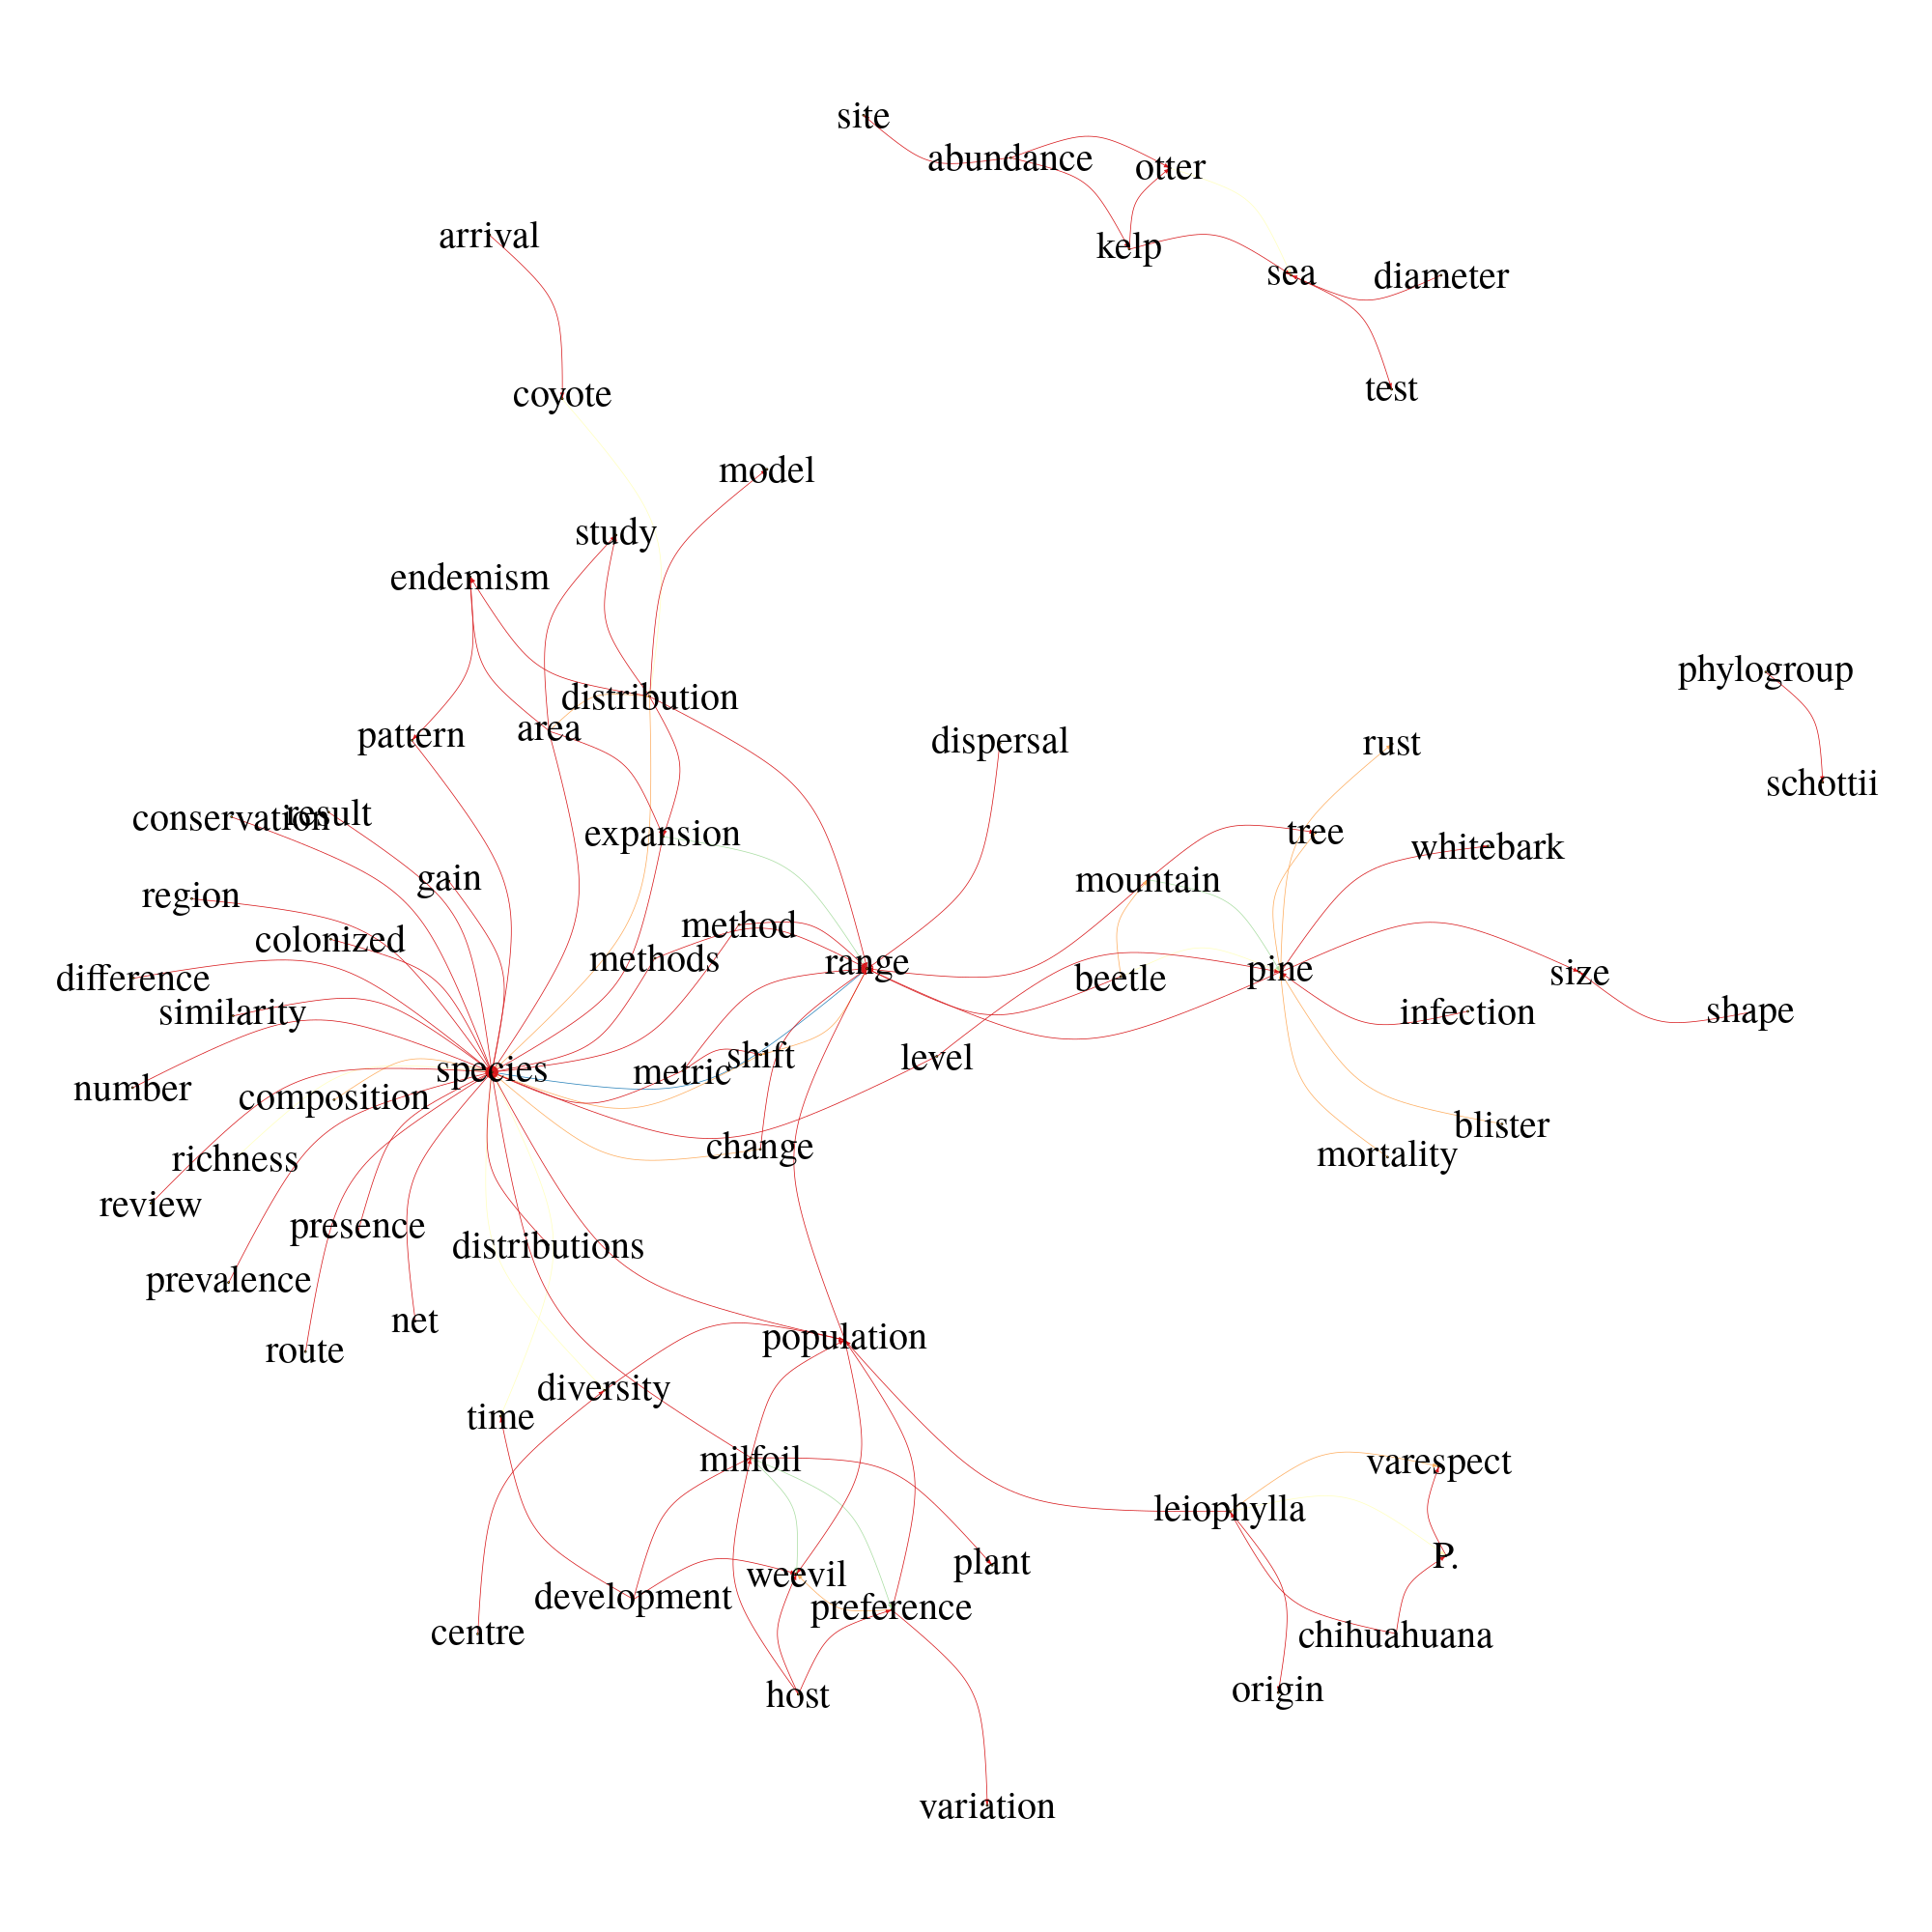 site
abundance
otter
arrival
kelp
sea
diameter
test
coyote
model
study
endemism
phylogroup
distribution
area
pattern
dispersal
rust
schottii
conservation
result
expansion
tree
whitebark
gain
mountain
region
method
colonized
methods
range
difference
beetle
pine
size
similarity
infection
shape
species
metric
shift
level
number
composition
blister
change
mortality
richness
review
presence
distributions
prevalence
net
route
population
diversity
time
milfoil
varespect
leiophylla
P.
plant
weevil
development
preference
centre
chihuahuana
host
origin
variation